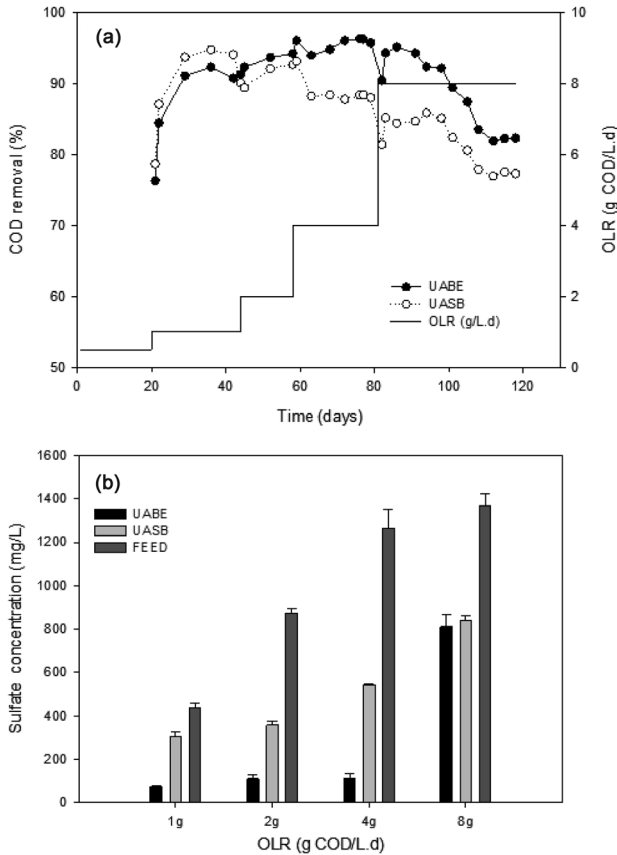 (a)
COD removal (%)
100
90
80
70
60
50
10
8
6
4
2
0
OLR (g COD/L.d)
UABE
UASB
OLR (g/L.d)
0 20 40 60 80 100 120
Time (days)
(b)
Sulfate concentration (mg/L)
1600
1400
1200
1000
800
600
400
200
0
UABE
UASB
FEED
1g 2g 4g 8g
OLR (g COD/L.d)